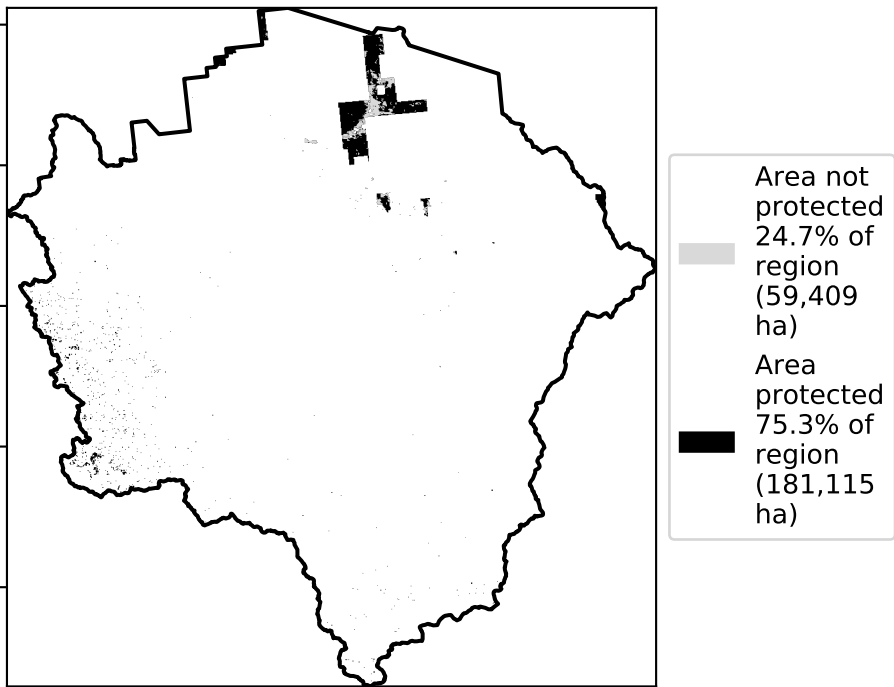 Area not
protected
24.7% of
region
(59,409
ha)
Area
protected
75.3% of
region
(181,115
ha)